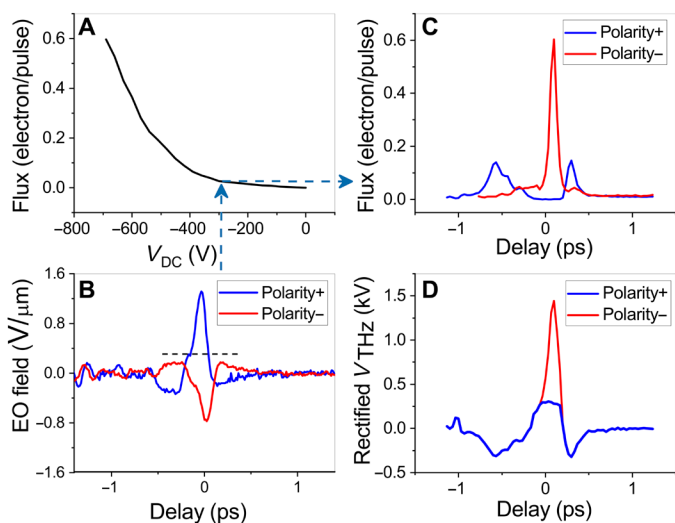 A
Flux (electron/pulse)
0.6
0.4
0.2
0.0
−800 −600 −400 −200 0
VDC (V)
C
Polarity+
Polarity−
Flux (electron/pulse)
0.6
0.4
0.2
0.0
−1 0 1
Delay (ps)
B
Polarity+
Polarity−
EO field (V/μm)
1.6
0.8
0.0
−0.8
−1.6
−1 0 1
Delay (ps)
D
Polarity+
Polarity−
Rectified VTHz (kV)
1.5
1.0
0.5
0.0
−0.5
−1 0 1
Delay (ps)